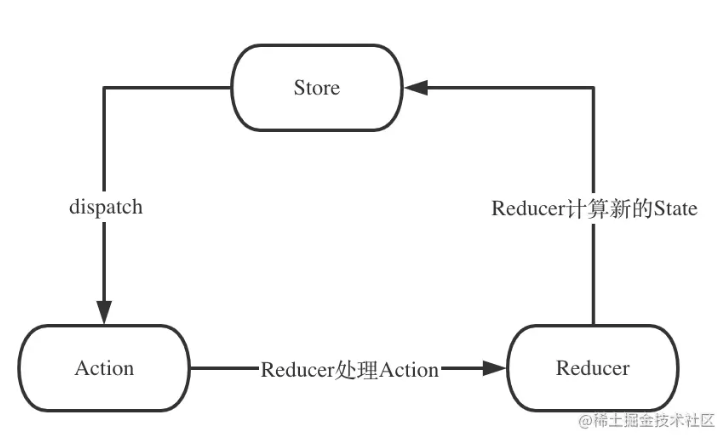 Store
dispatch
Reducer计算新的State
Action
Reducer处理Action
Reducer
@稀土掘金技术社区